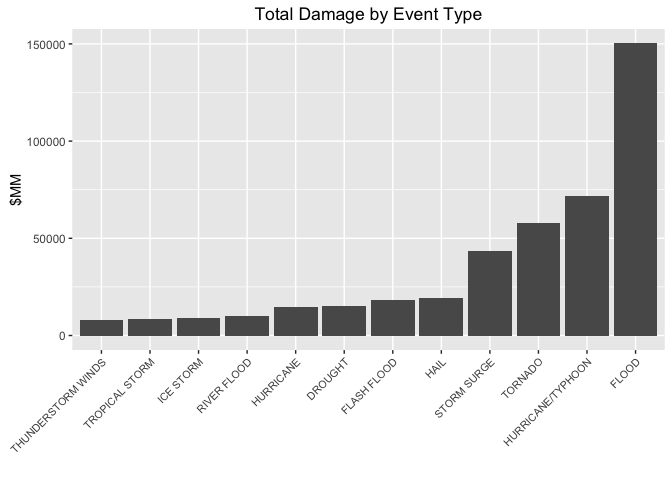 Total Damage by Event Type
$MM
150000
100000
50000
0
THUNDERSTORM WINDS
TROPICAL STORM
ICE STORM
RIVER FLOOD
HURRICANE
DROUGHT
FLASH FLOOD
HAIL
STORM SURGE
TORNADO
HURRICANE/TYPHOON
FLOOD